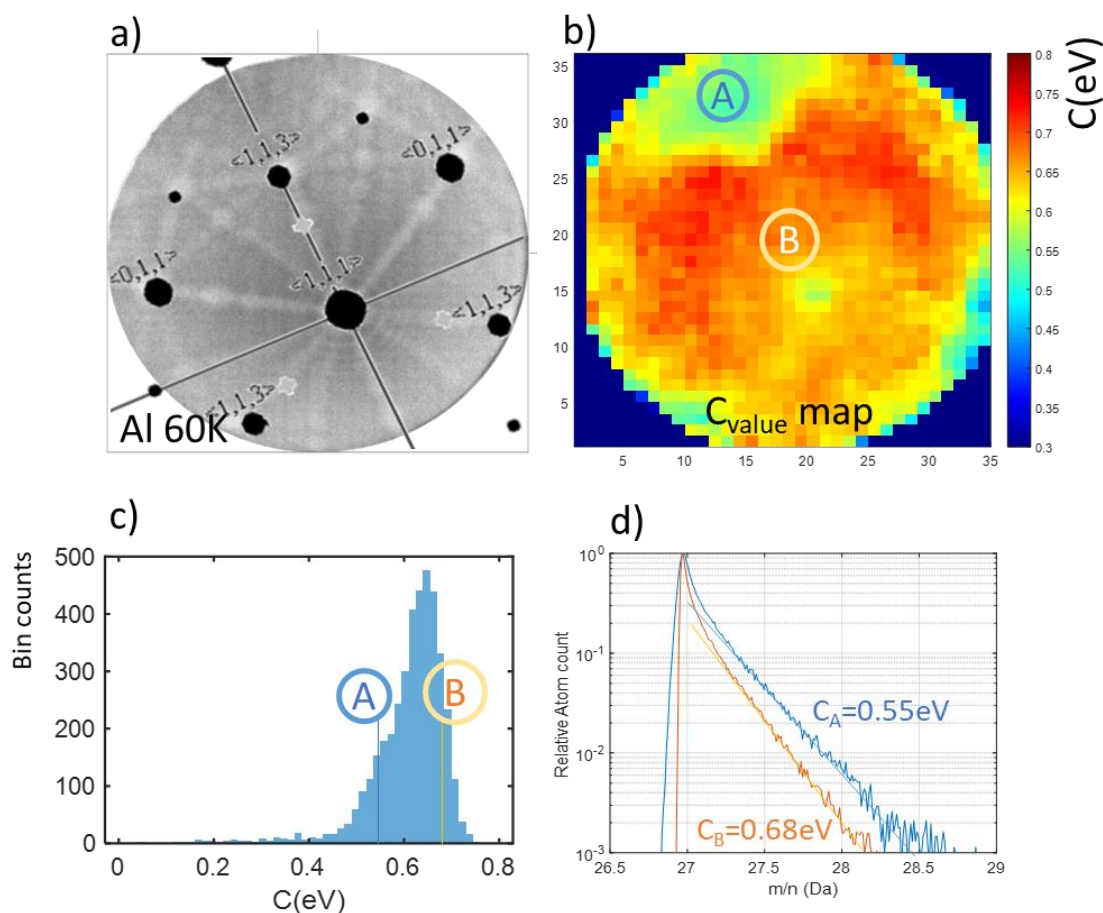 a)
<1,1,3>
<0,1,1>
<1,1,1>
<0,1,1>
<1,1,3>
<1,1,3>
Al 60K
b)
A
B
C_value map
35
30
25
20
15
10
5
5 10 15 20 25 30 35
C(eV)
0.8
0.75
0.7
0.65
0.6
0.55
0.5
0.45
0.4
0.35
0.3
c)
Bin counts
500
400
300
200
100
0
A
B
0 0.2 0.4 0.6 0.8
C(eV)
d)
Relative Atom count
10^0
10^-1
10^-2
10^-3
C_A=0.55eV
C_B=0.68eV
26.5 27 27.5 28 28.5 29
m/n (Da)